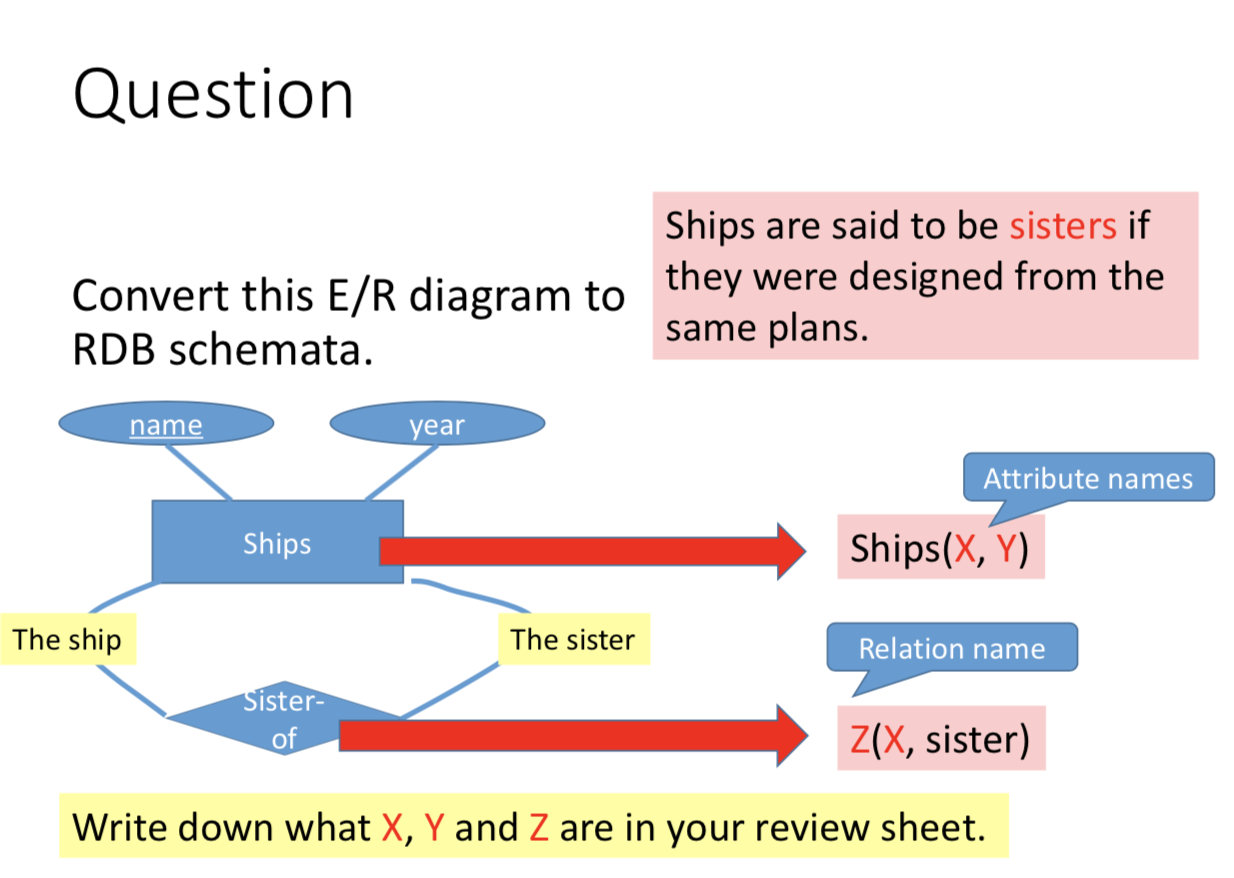 Question
Ships are said to be sisters if
they were designed from the
same plans.
Convert this E/R diagram to
RDB schemata.
name
year
Attribute names
Ships
Ships(X, Y)
The ship
The sister
Relation name
Sister-
of
Z(X, sister)
Write down what X, Y and Z are in your review sheet.